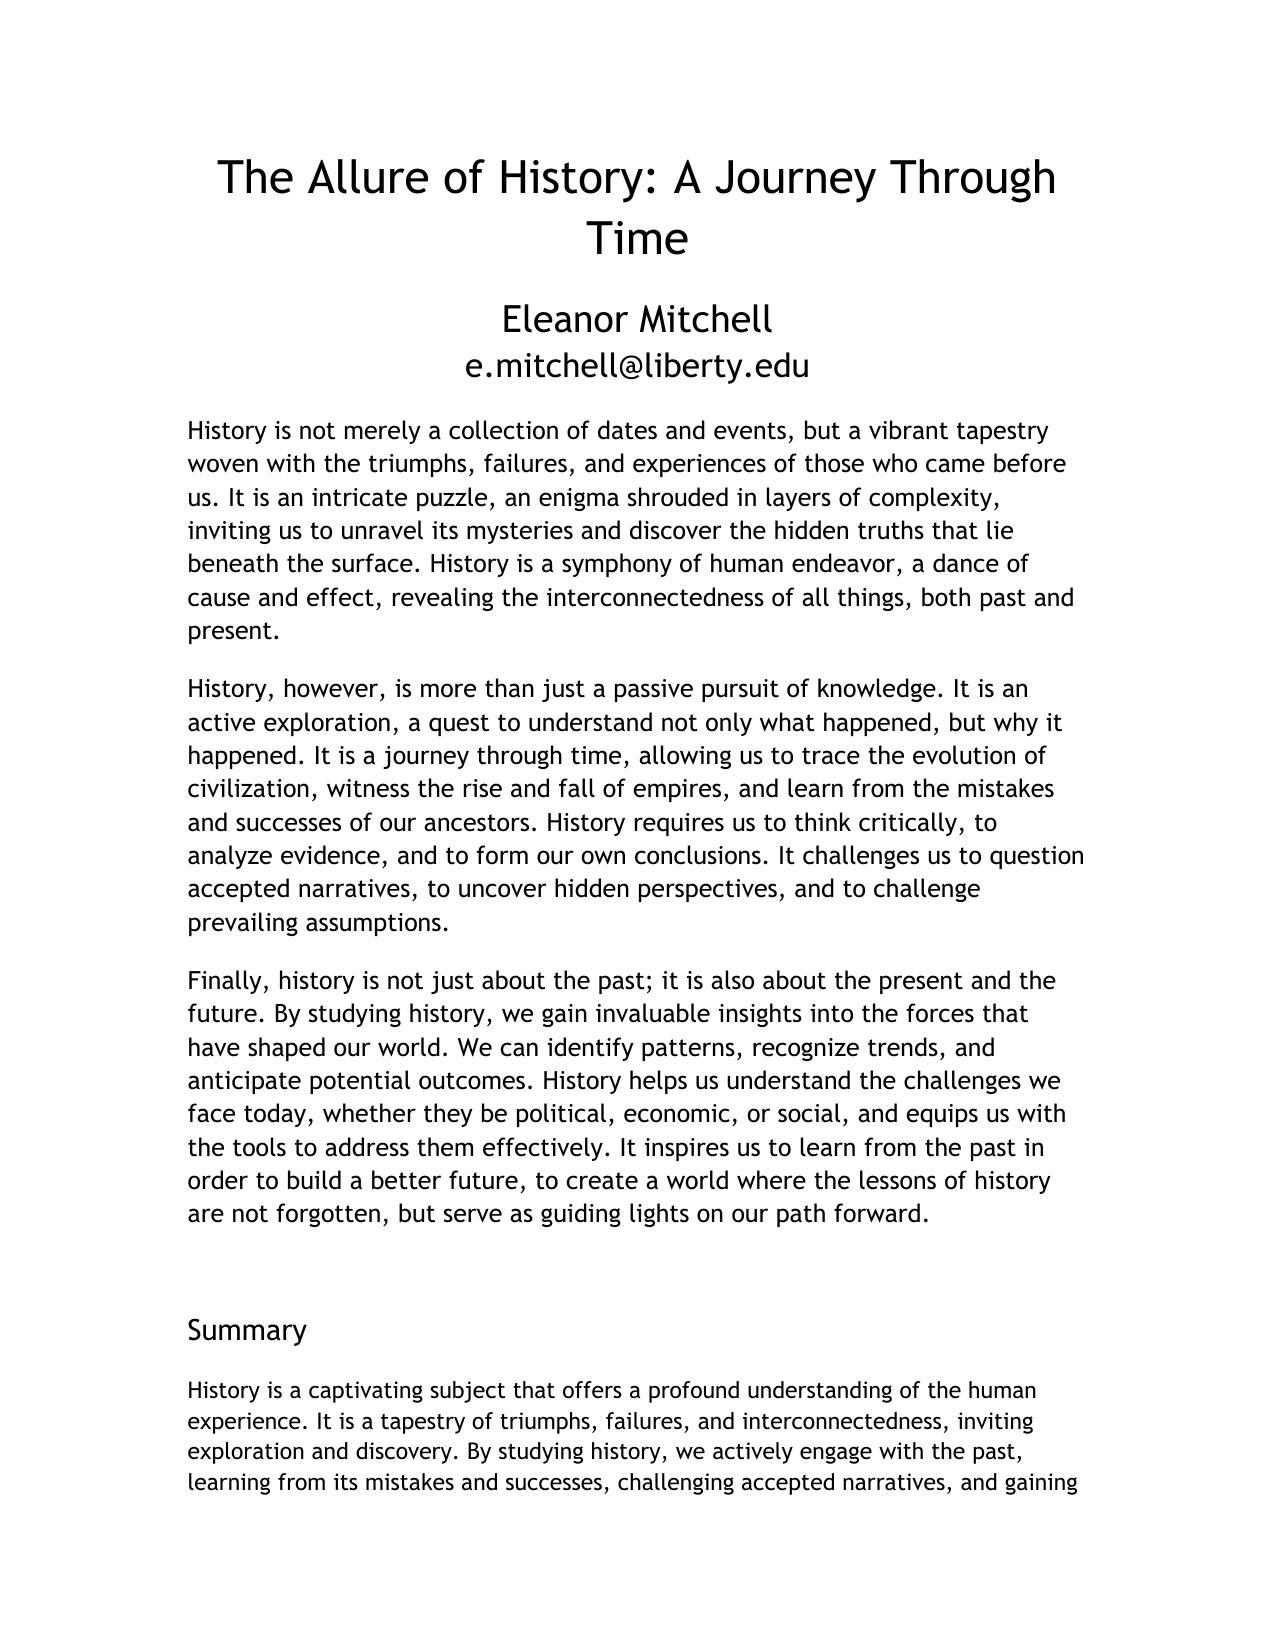 The Allure of History: A Journey Through
Time
Eleanor Mitchell
e.mitchell@liberty.edu
History is not merely a collection of dates and events, but a vibrant tapestry
woven with the triumphs, failures, and experiences of those who came before
us. It is an intricate puzzle, an enigma shrouded in layers of complexity,
inviting us to unravel its mysteries and discover the hidden truths that lie
beneath the surface. History is a symphony of human endeavor, a dance of
cause and effect, revealing the interconnectedness of all things, both past and
present.
History, however, is more than just a passive pursuit of knowledge. It is an
active exploration, a quest to understand not only what happened, but why it
happened. It is a journey through time, allowing us to trace the evolution of
civilization, witness the rise and fall of empires, and learn from the mistakes
and successes of our ancestors. History requires us to think critically, to
analyze evidence, and to form our own conclusions. It challenges us to question
accepted narratives, to uncover hidden perspectives, and to challenge
prevailing assumptions.
Finally, history is not just about the past; it is also about the present and the
future. By studying history, we gain invaluable insights into the forces that
have shaped our world. We can identify patterns, recognize trends, and
anticipate potential outcomes. History helps us understand the challenges we
face today, whether they be political, economic, or social, and equips us with
the tools to address them effectively. It inspires us to learn from the past in
order to build a better future, to create a world where the lessons of history
are not forgotten, but serve as guiding lights on our path forward.
Summary
History is a captivating subject that offers a profound understanding of the human
experience. It is a tapestry of triumphs, failures, and interconnectedness, inviting
exploration and discovery. By studying history, we actively engage with the past,
learning from its mistakes and successes, challenging accepted narratives, and gaining